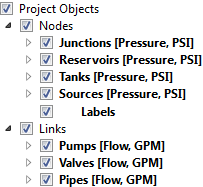 Project Objects
Nodes
Junctions [Pressure, PSI]
Reservoirs [Pressure, PSI]
Tanks [Pressure, PSI]
Sources [Pressure, PSI]
Labels
Links
Pumps [Flow, GPM]
Valves [Flow, GPM]
Pipes [Flow, GPM]